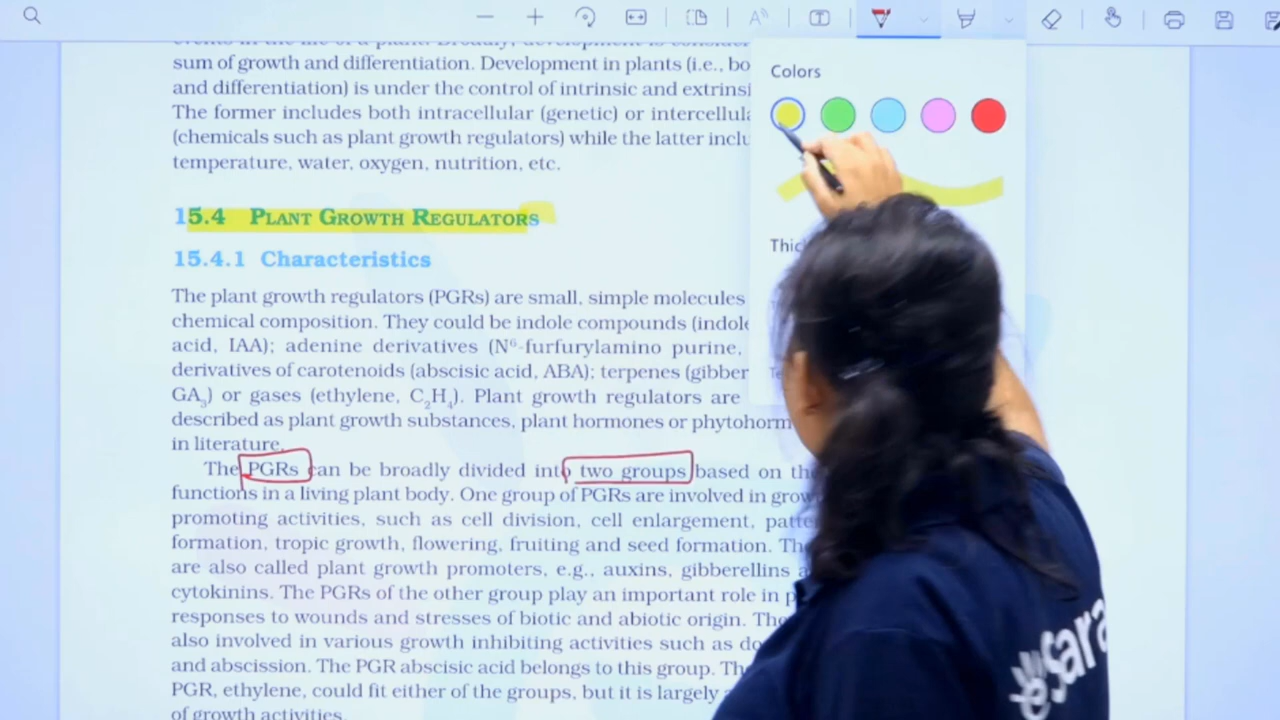 Colors
sum of growth and differentiation. Development in plants (i.e., bo
and differentiation) is under the control of intrinsic and extrinsi
The former includes both intracellular (genetic) or intercellula
(chemicals such as plant growth regulators) while the latter inclu
temperature, water, oxygen, nutrition, etc.
15.4 PLANT GROWTH REGULATORS
Thic
15.4.1 Characteristics
The plant growth regulators (PGRs) are small, simple molecules
chemical composition. They could be indole compounds (indole
acid, IAA); adenine derivatives (N⁶-furfurylamino purine,
derivatives of carotenoids (abscisic acid, ABA); terpenes (gibber
GA₃) or gases (ethylene, C₂H₄). Plant growth regulators are
described as plant growth substances, plant hormones or phytohorm
in literature.
The PGRs can be broadly divided into two groups based on the
functions in a living plant body. One group of PGRs are involved in grow
promoting activities, such as cell division, cell enlargement, patte
formation, tropic growth, flowering, fruiting and seed formation. The
are also called plant growth promoters, e.g., auxins, gibberellins a
cytokinins. The PGRs of the other group play an important role in p
responses to wounds and stresses of biotic and abiotic origin. The
also involved in various growth inhibiting activities such as do
and abscission. The PGR abscisic acid belongs to this group. The
PGR, ethylene, could fit either of the groups, but it is largely a
of growth activities.
Sara